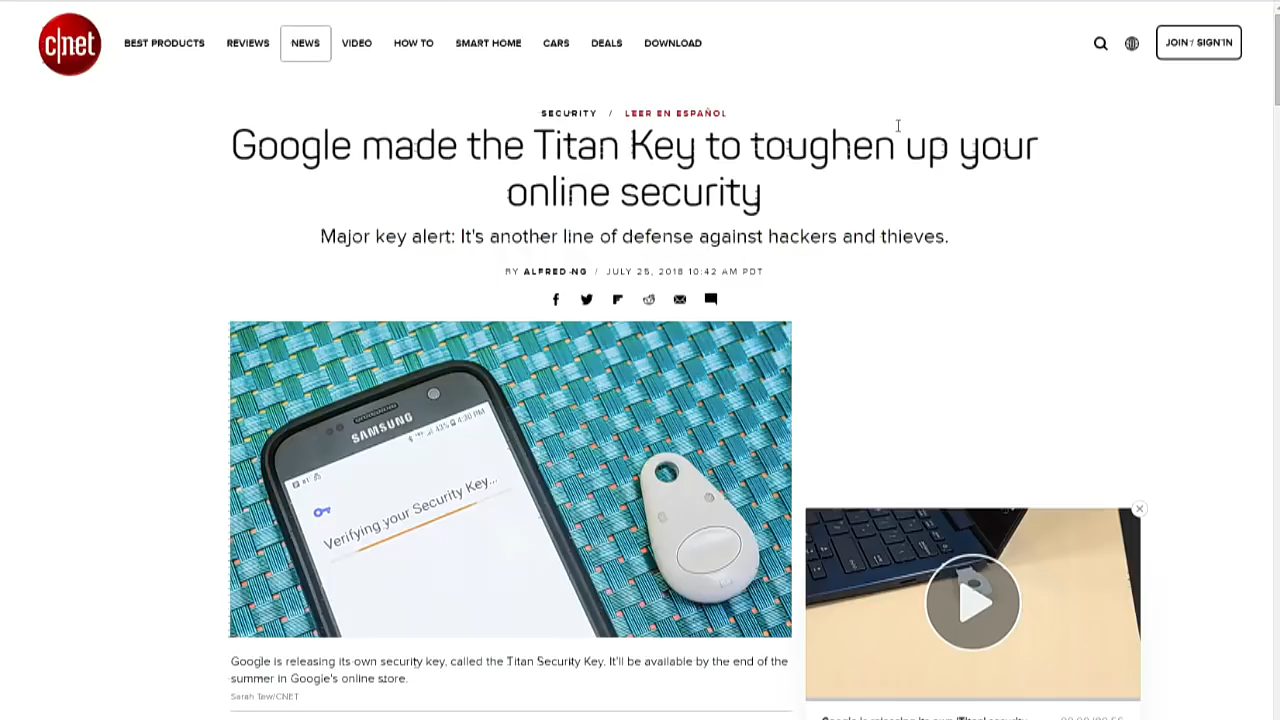 c|net
BEST PRODUCTS REVIEWS NEWS VIDEO HOW TO SMART HOME CARS DEALS DOWNLOAD JOIN / SIGN IN
SECURITY / LEER EN ESPAÑOL
Google made the Titan Key to toughen up your
online security
Major key alert: It's another line of defense against hackers and thieves.
BY ALFRED NG / JULY 25, 2018 10:42 AM PDT
SAMSUNG
43% 4:30 PM
Verifying your Security Key...
Google is releasing its own security key, called the Titan Security Key. It'll be available by the end of the
summer in Google's online store.
Sarah Tew/CNET